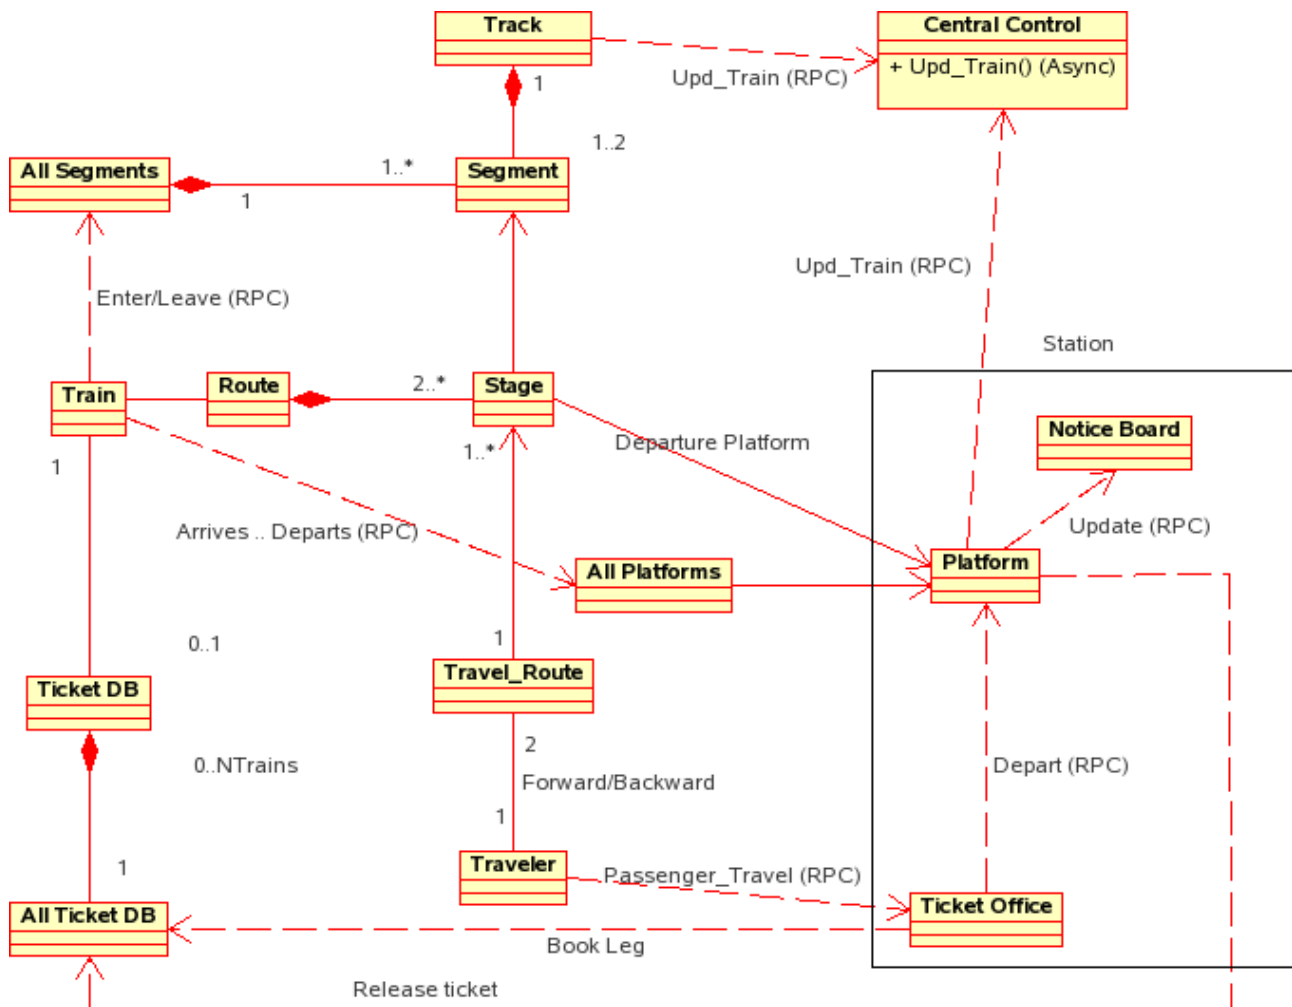 Track
Central Control
+ Upd_Train() (Async)
Upd_Train (RPC)
1
1..2
All Segments
1..*
1
Segment
Upd_Train (RPC)
Enter/Leave (RPC)
Station
Train
Route
2..*
Stage
Notice Board
1
1..*
Departure Platform
Arrives .. Departs (RPC)
Update (RPC)
All Platforms
Platform
0..1
1
Ticket DB
Travel_Route
2
0..NTrains
Forward/Backward
Depart (RPC)
1
1
Traveler
Passenger_Travel (RPC)
All Ticket DB
Ticket Office
Book Leg
Release ticket